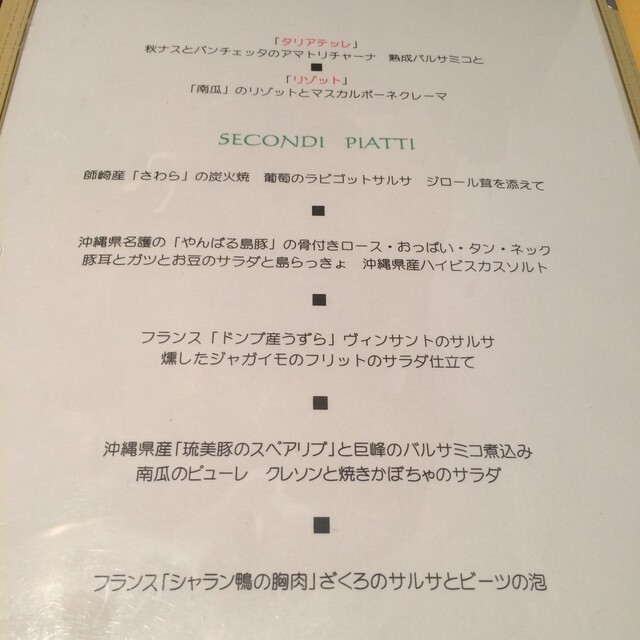 「タリアテッレ」
秋ナスとパンチェッタのアマトリチャーナ　熟成バルサミコと
■
「リゾット」
「南瓜」のリゾットとマスカルポーネクレーマ
SECONDI PIATTI
師崎産「さわら」の炭火焼　葡萄のラビゴットサルサ　ジロール茸を添えて
■
沖縄県名護の「やんばる島豚」の骨付きロース・おっぱい・タン・ネック
豚耳とガツとお豆のサラダと島らっきょ　沖縄県産ハイビスカスソルト
■
フランス「ドンブ産うずら」ヴィンサントのサルサ
燻したジャガイモのフリットのサラダ仕立て
■
沖縄県産「琉美豚のスペアリブ」と巨峰のバルサミコ煮込み
南瓜のピューレ　クレソンと焼きかぼちゃのサラダ
■
フランス「シャラン鴨の胸肉」ざくろのサルサとビーツの泡